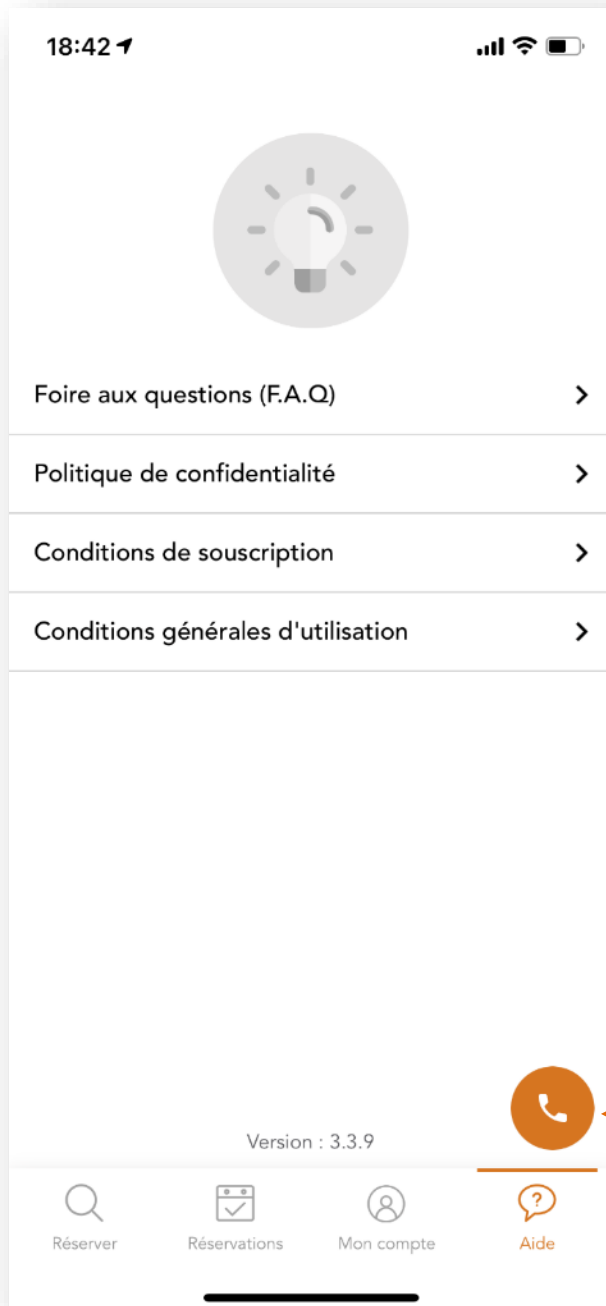 18:42
Foire aux questions (F.A.Q)
Politique de confidentialité
Conditions de souscription
Conditions générales d'utilisation
Version : 3.3.9
Réserver
Réservations
Mon compte
Aide